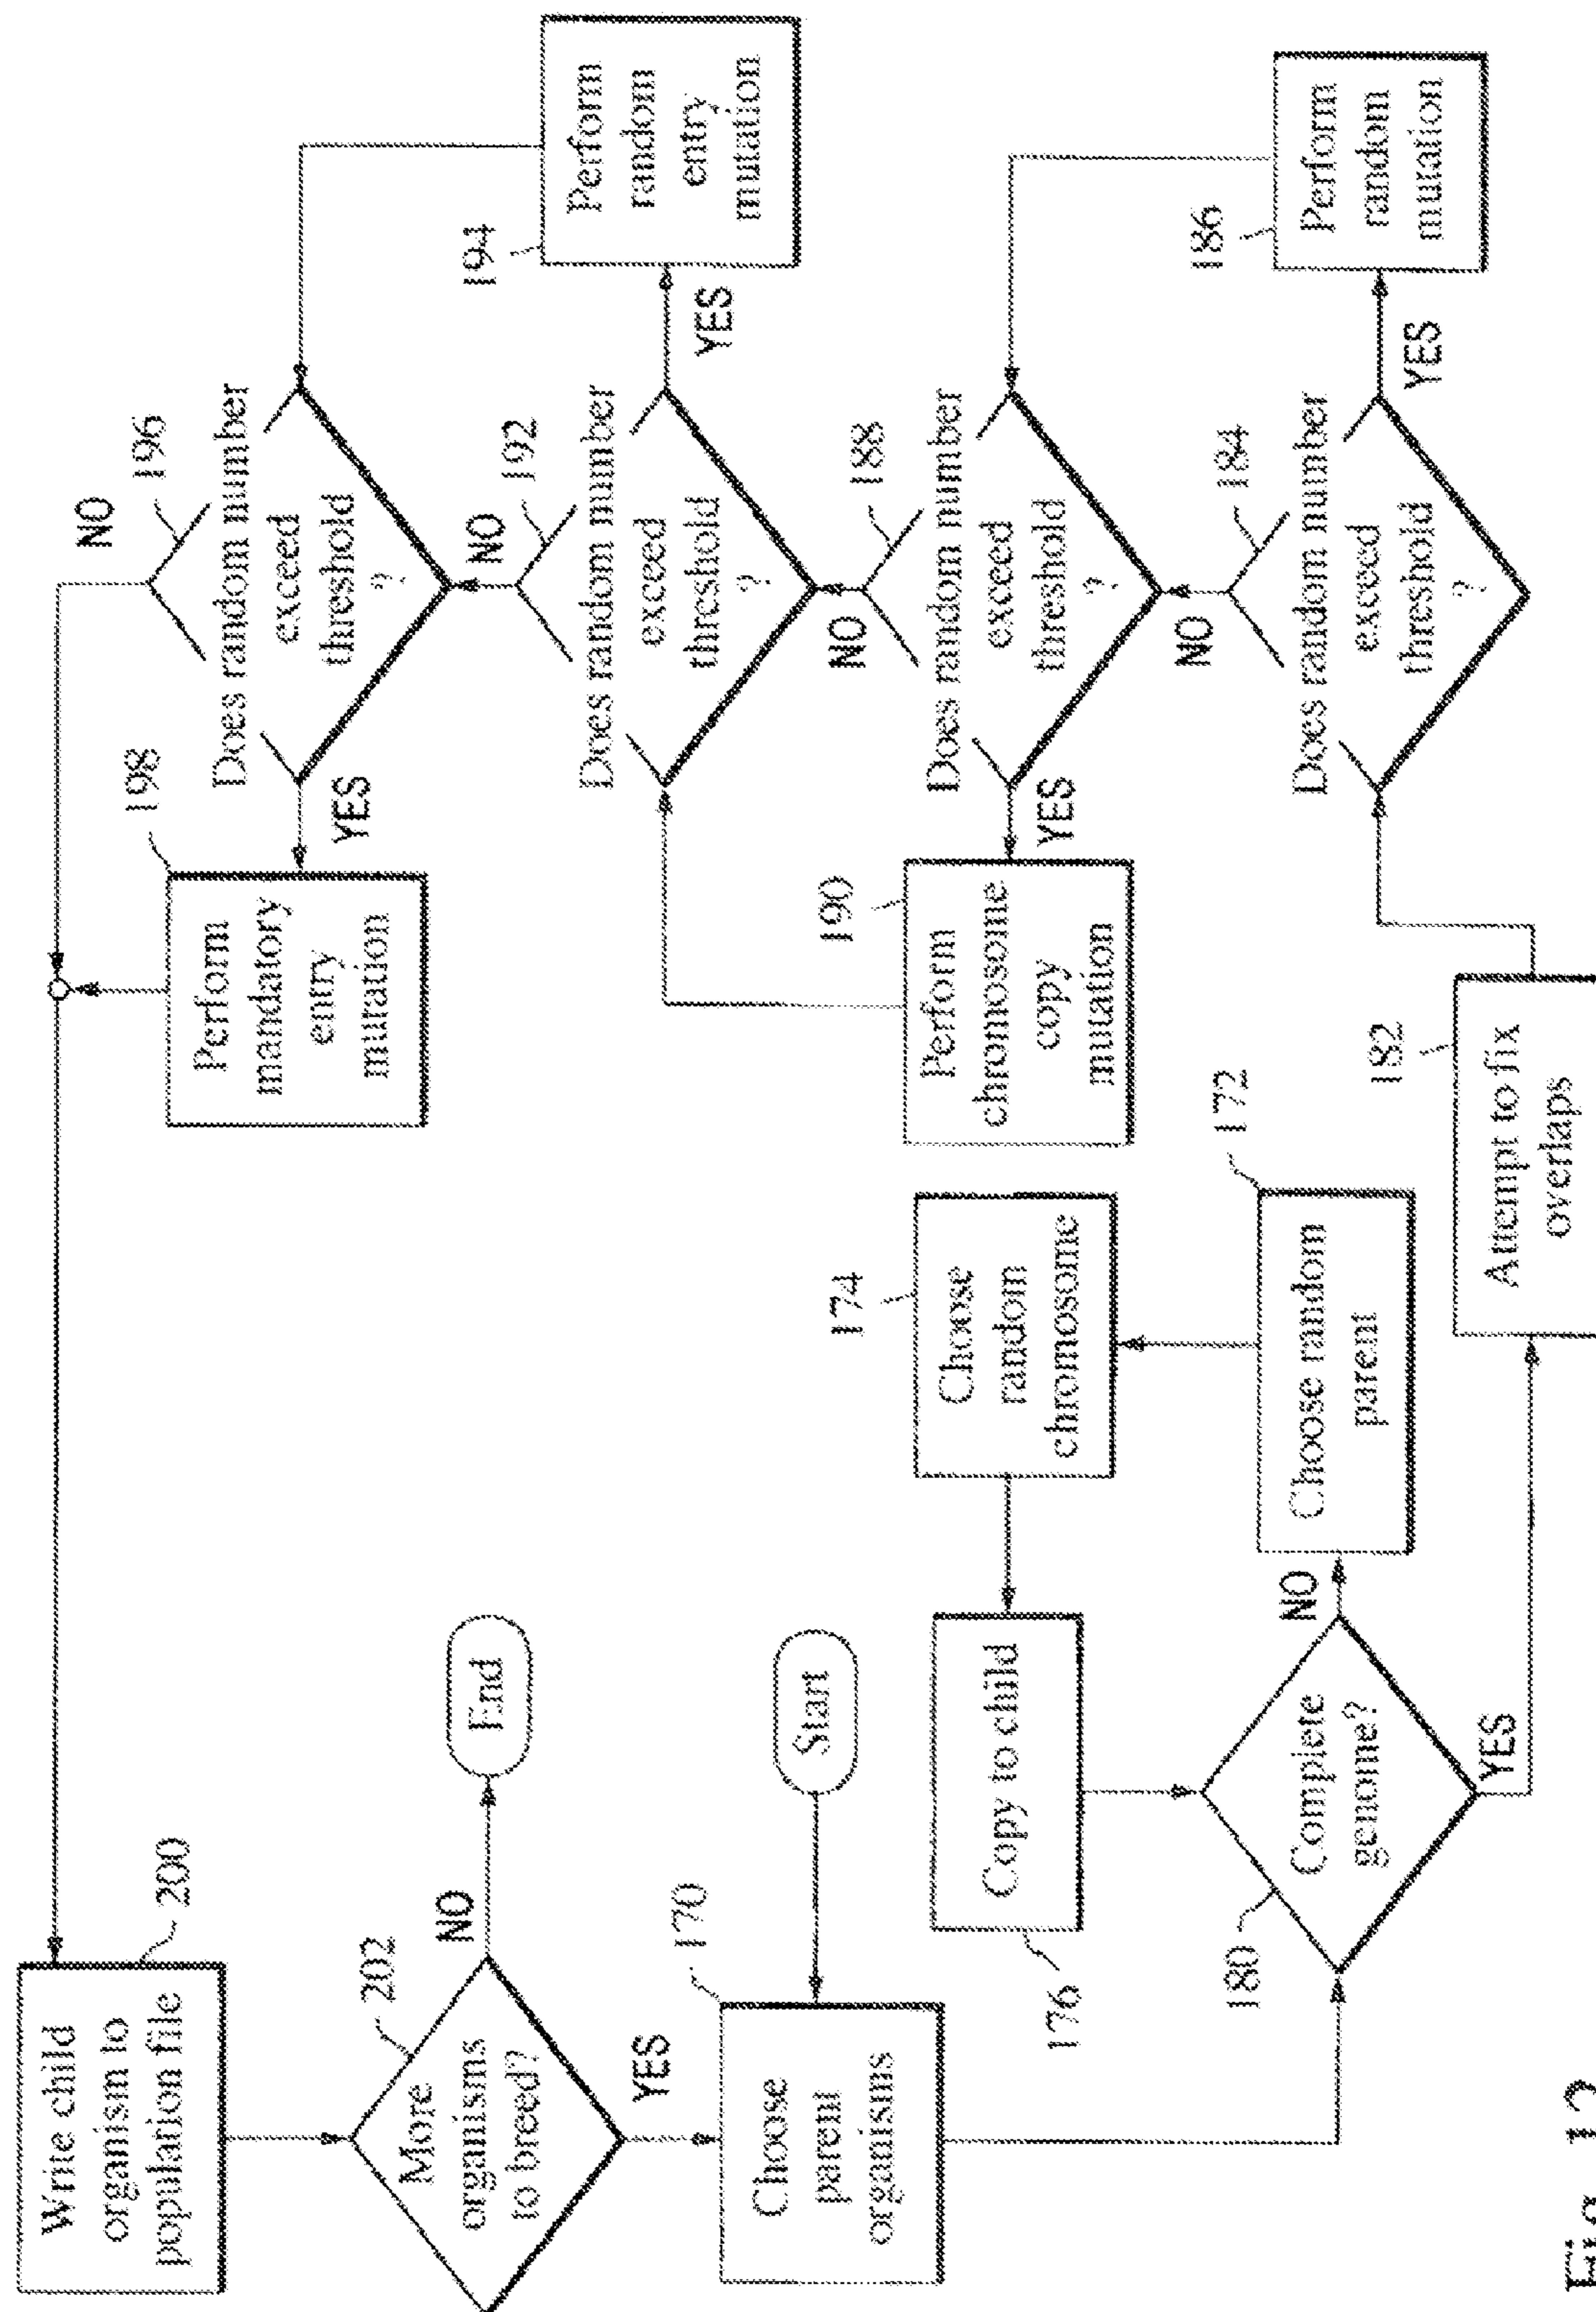 Write child
organism to
population file
200
More
organisms
to breed?
202
NO
End
YES
Choose
parent
organisms
170
Start
Copy to child
176
Complete
genome?
180
NO
YES
Choose
random
chromosome
174
Choose random
parent
172
Attempt to fix
overlaps
182
Perform
mandatory
entry
mutation
198
YES
Does random number
exceed
threshold
?
196
NO
Does random number
exceed
threshold
?
192
NO
YES
Perform
random
entry
mutation
194
Perform
chromosome
copy
mutation
190
YES
Does random number
exceed
threshold
?
188
NO
Does random number
exceed
threshold
?
184
NO
YES
Perform
random
mutation
186
Fig. 12